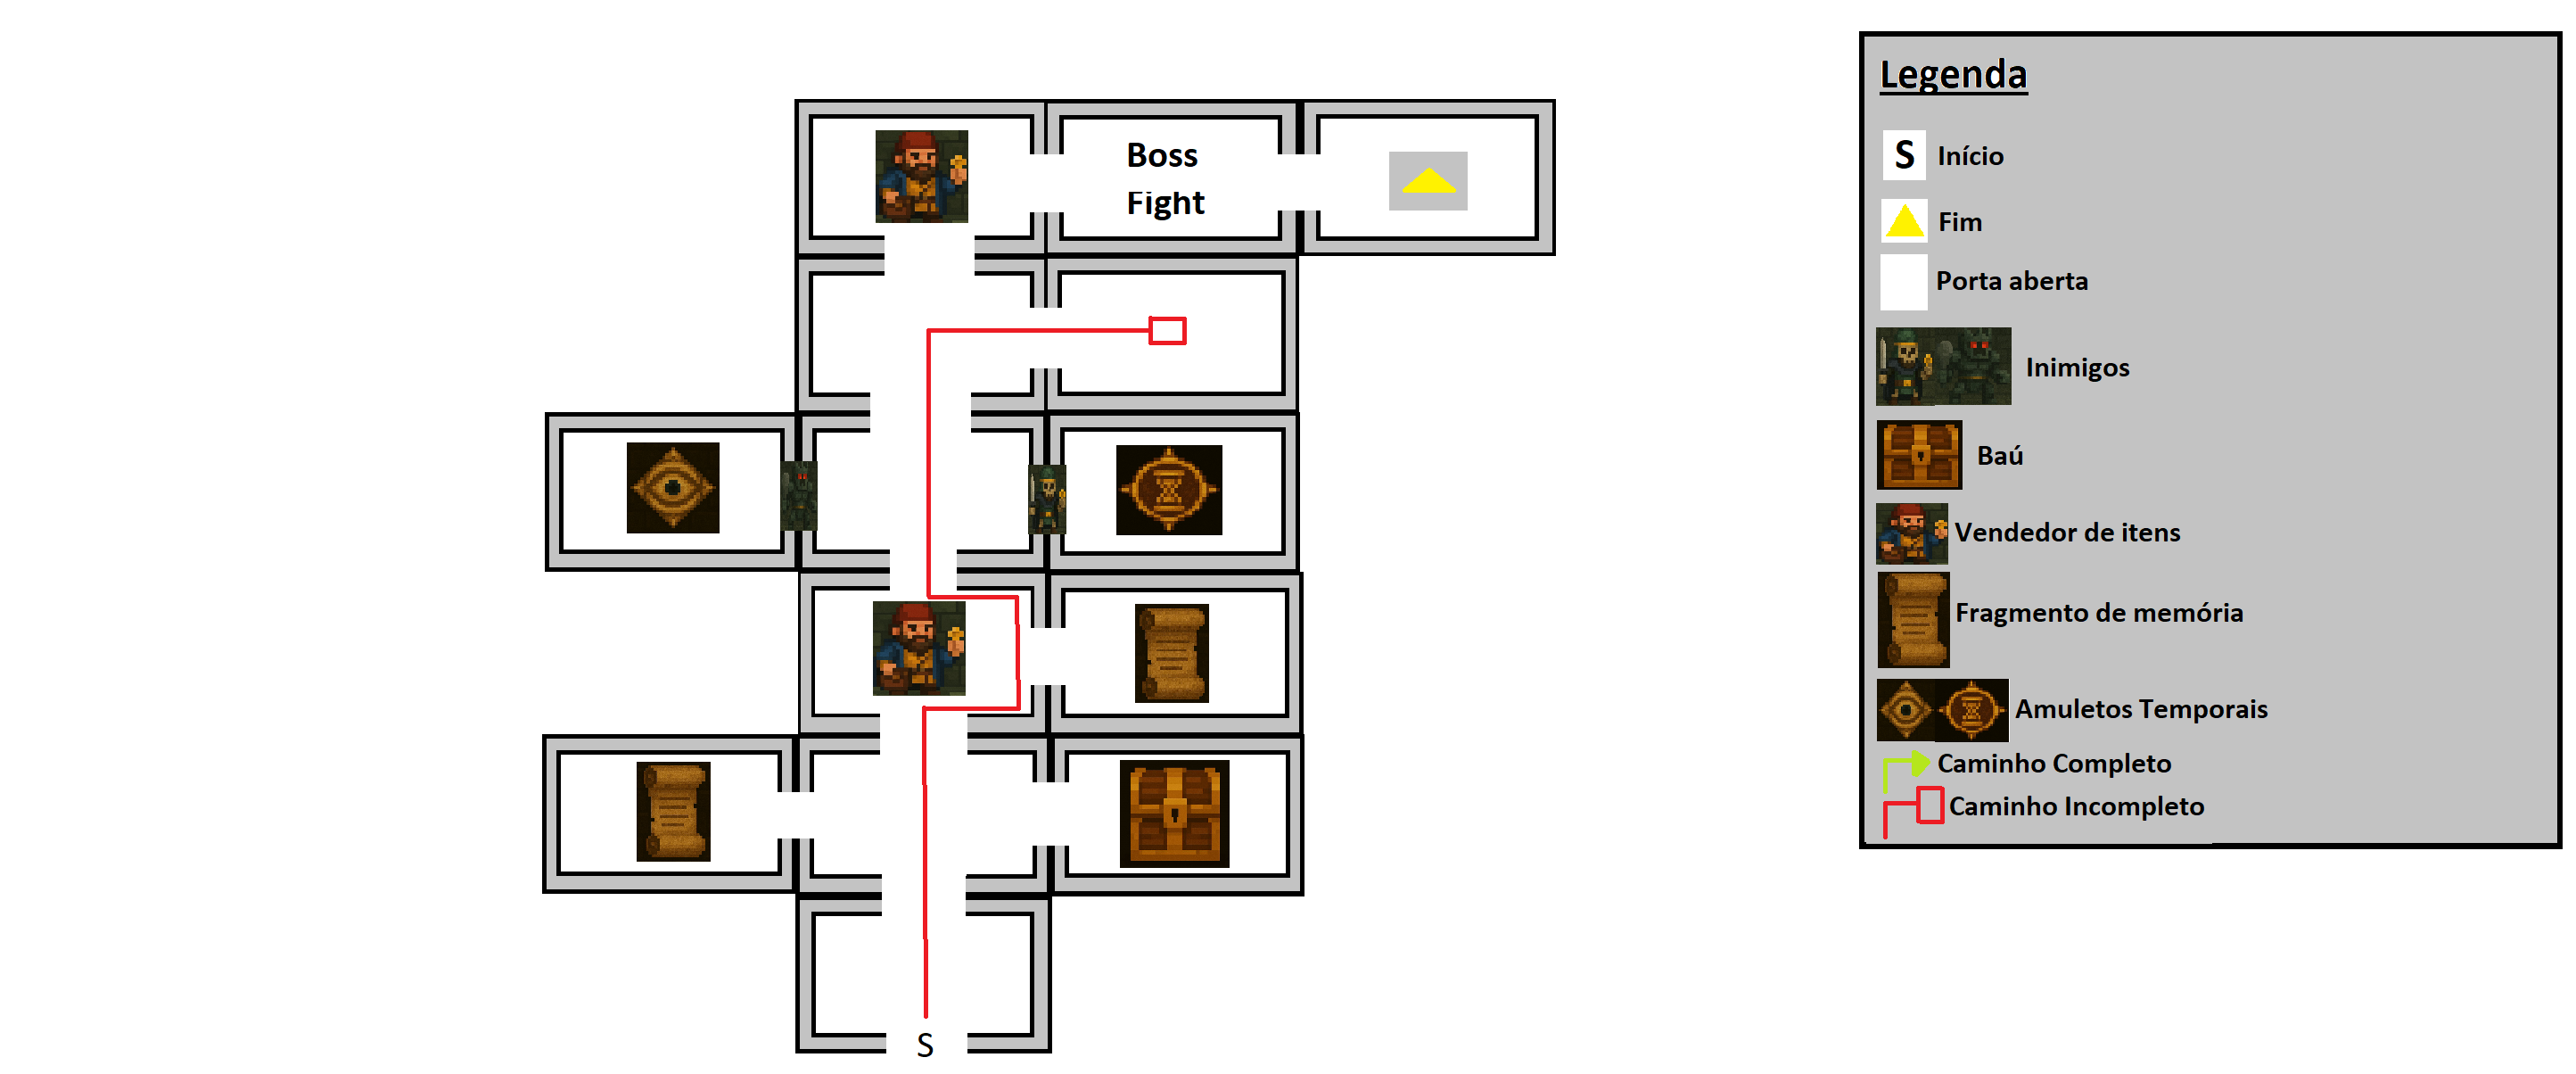 Boss
Fight
S
Legenda
S Início
Fim
Porta aberta
Inimigos
Baú
Vendedor de itens
Fragmento de memória
Amuletos Temporais
Caminho Completo
Caminho Incompleto